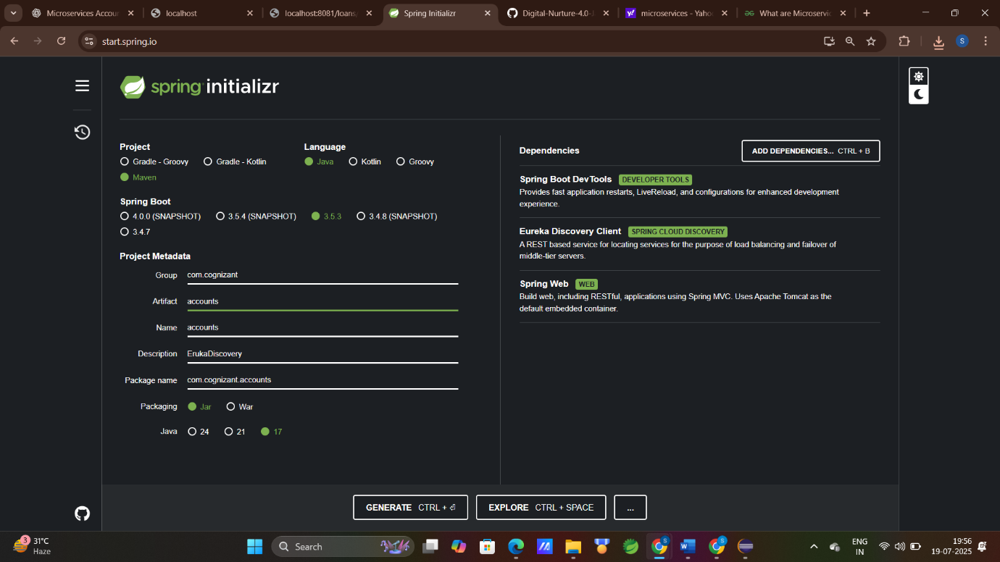 Microservices Accour
localhost
localhost:8081/loans/
Spring Initializr
Digital-Nurture-4.0-J
microservices - Yaho
What are Microservic
start.spring.io
S
spring initializr
Project
Gradle - Groovy Gradle - Kotlin
Maven
Language
Java Kotlin Groovy
Spring Boot
4.0.0 (SNAPSHOT) 3.5.4 (SNAPSHOT) 3.5.3 3.4.8 (SNAPSHOT)
3.4.7
Project Metadata
Group com.cognizant
Artifact accounts
Name accounts
Description ErukaDiscovery
Package name com.cognizant.accounts
Packaging Jar War
Java 24 21 17
Dependencies
ADD DEPENDENCIES... CTRL + B
Spring Boot DevTools DEVELOPER TOOLS
Provides fast application restarts, LiveReload, and configurations for enhanced development
experience.
Eureka Discovery Client SPRING CLOUD DISCOVERY
A REST based service for locating services for the purpose of load balancing and failover of
middle-tier servers.
Spring Web WEB
Build web, including RESTful, applications using Spring MVC. Uses Apache Tomcat as the
default embedded container.
GENERATE CTRL + ⏎
EXPLORE CTRL + SPACE
...
3
31°C
Haze
Search
ENG
IN
19:56
19-07-2025